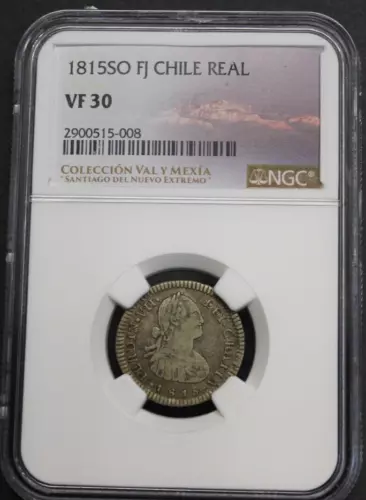 1815SO FJ CHILE REAL
VF 30
2900515-008
COLECCIÓN VAL Y MEXÍA
"SANTIAGO DEL NUEVO EXTREMO"
NGC®